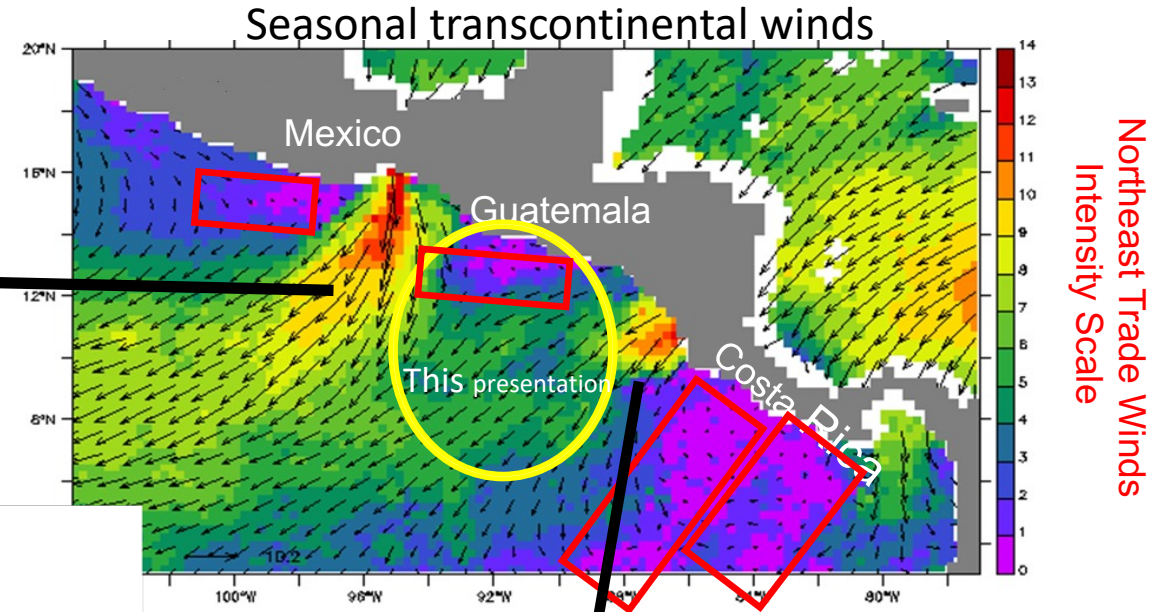 Seasonal transcontinental winds
20°N
16°N
12°N
8°N
Mexico
Guatemala
This presentation
Costa Rica
10.2
100°W
96°W
92°W
88°W
84°W
80°W
14
13
12
11
10
9
8
7
6
5
4
3
2
1
0
Northeast Trade Winds
Intensity Scale